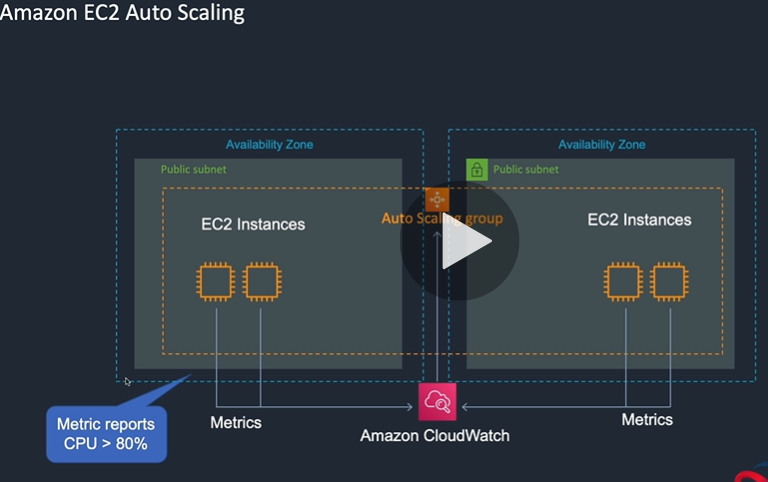 Amazon EC2 Auto Scaling
Availability Zone
Availability Zone
Public subnet
Public subnet
EC2 Instances
Auto Scaling group
EC2 Instances
Metric reports
CPU > 80%
Metrics
Amazon CloudWatch
Metrics